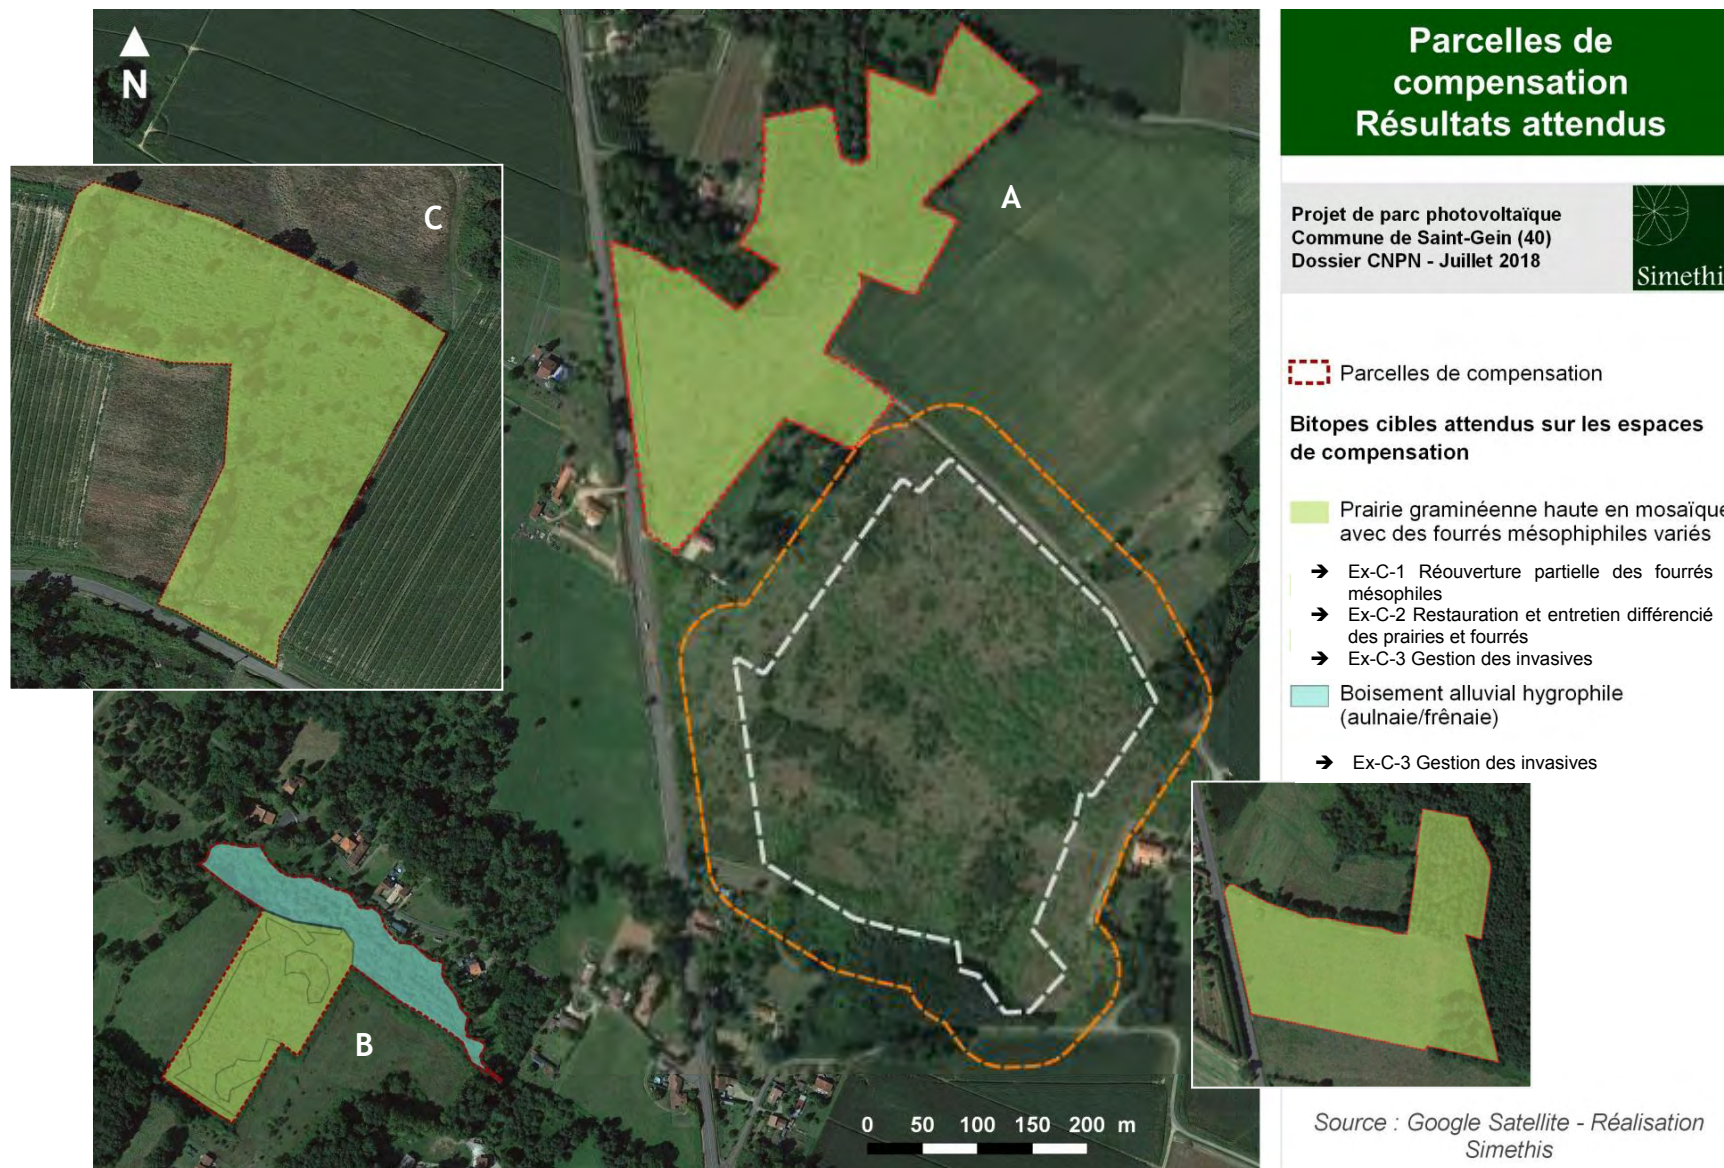 N
A
C
B
0 50 100 150 200 m
Parcelles de
compensation
Résultats attendus
Projet de parc photovoltaïque
Commune de Saint-Gein (40)
Dossier CNPN - Juillet 2018
Simethi
Parcelles de compensation
Bitopes cibles attendus sur les espaces
de compensation
Prairie graminéenne haute en mosaïque
avec des fourrés mésophiphiles variés
➔ Ex-C-1 Réouverture partielle des fourrés
mésophiles
➔ Ex-C-2 Restauration et entretien différencié
des prairies et fourrés
➔ Ex-C-3 Gestion des invasives
Boisement alluvial hygrophile
(aulnaie/frênaie)
➔ Ex-C-3 Gestion des invasives
Source : Google Satellite - Réalisation
Simethis